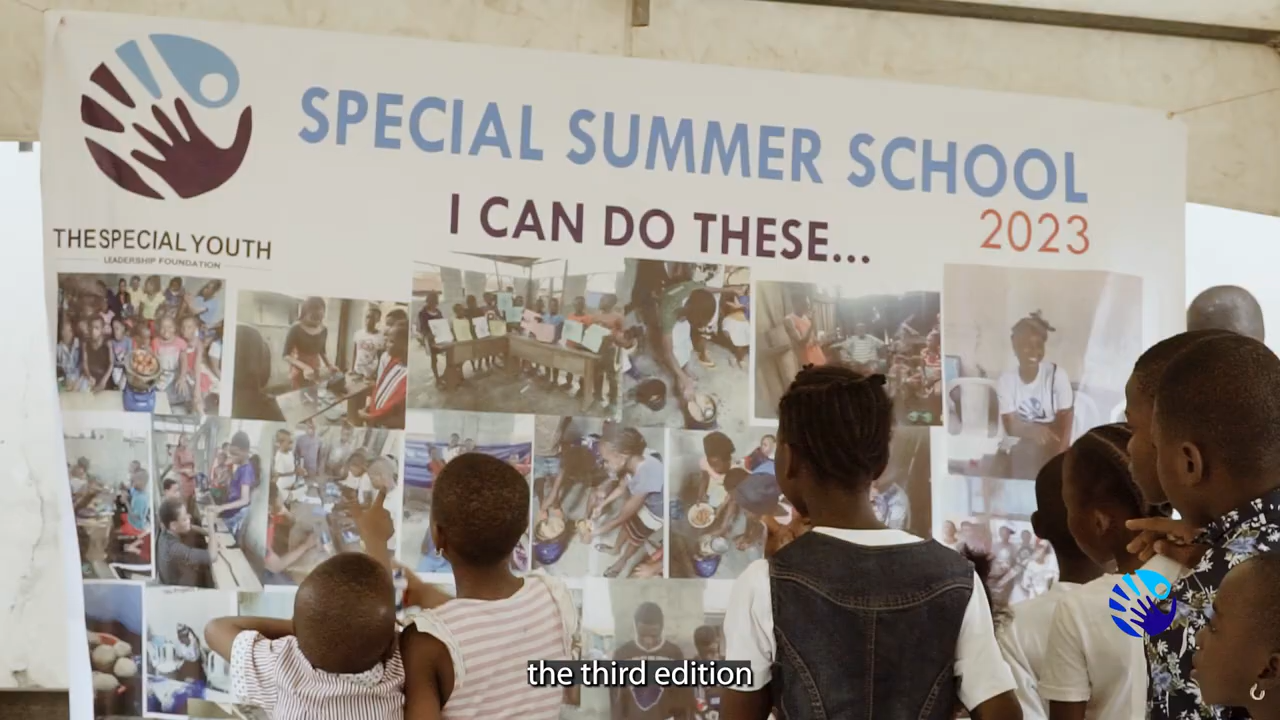 SPECIAL SUMMER SCHOOL
2023
I CAN DO THESE...
THESPECIAL YOUTH
LEADERSHIP FOUNDATION
the third edition